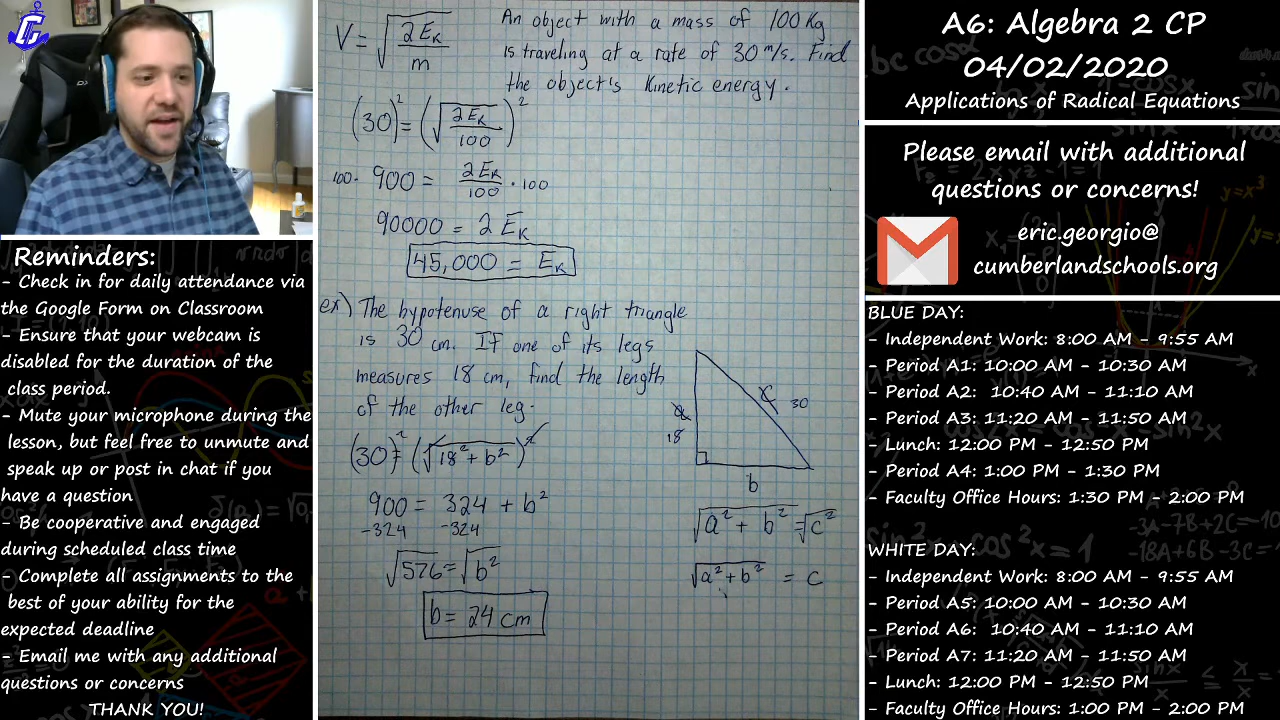 G
Reminders:
- Check in for daily attendance via
the Google Form on Classroom
- Ensure that your webcam is
disabled for the duration of the
class period.
- Mute your microphone during the
lesson, but feel free to unmute and
speak up or post in chat if you
have a question
- Be cooperative and engaged
during scheduled class time
- Complete all assignments to the
best of your ability for the
expected deadline
- Email me with any additional
questions or concerns
THANK YOU!
V = √(2 E_K / m)
An object with a mass of 100 Kg
is traveling at a rate of 30 m/s. Find
the object's kinetic energy.
(30)² = (√(2 E_K / 100))²
100 · 900 = 2 E_K / 100 · 100
90000 = 2 E_K
45,000 = E_K
ex) The hypotenuse of a right triangle
is 30 cm. If one of its legs
measures 18 cm, find the length
of the other leg.
(30)² = (√(18² + b²))²
900 = 324 + b²
-324 -324
√576 = √b²
b = 24 cm
a
18
c 30
b
√(a² + b²) = √c²
√(a² + b²) = c
A6: Algebra 2 CP
04/02/2020
Applications of Radical Equations
Please email with additional
questions or concerns!
eric.georgio@
cumberlandschools.org
BLUE DAY:
- Independent Work: 8:00 AM - 9:55 AM
- Period A1: 10:00 AM - 10:30 AM
- Period A2: 10:40 AM - 11:10 AM
- Period A3: 11:20 AM - 11:50 AM
- Lunch: 12:00 PM - 12:50 PM
- Period A4: 1:00 PM - 1:30 PM
- Faculty Office Hours: 1:30 PM - 2:00 PM
WHITE DAY:
- Independent Work: 8:00 AM - 9:55 AM
- Period A5: 10:00 AM - 10:30 AM
- Period A6: 10:40 AM - 11:10 AM
- Period A7: 11:20 AM - 11:50 AM
- Lunch: 12:00 PM - 12:50 PM
- Faculty Office Hours: 1:00 PM - 2:00 PM